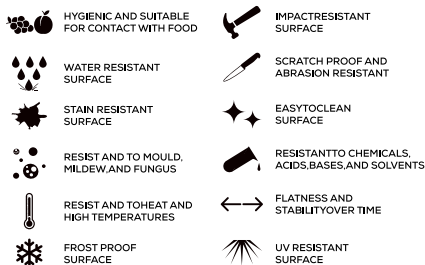 HYGIENIC AND SUITABLE
FOR CONTACT WITH FOOD
WATER RESISTANT
SURFACE
STAIN RESISTANT
SURFACE
RESIST AND TO MOULD,
MILDEW,AND FUNGUS
RESIST AND TOHEAT AND
HIGH TEMPERATURES
FROST PROOF
SURFACE
IMPACTRESISTANT
SURFACE
SCRATCH PROOF AND
ABRASION RESISTANT
EASYTOCLEAN
SURFACE
RESISTANTTO CHEMICALS,
ACIDS,BASES,AND SOLVENTS
FLATNESS AND
STABILITYOVER TIME
UV RESISTANT
SURFACE